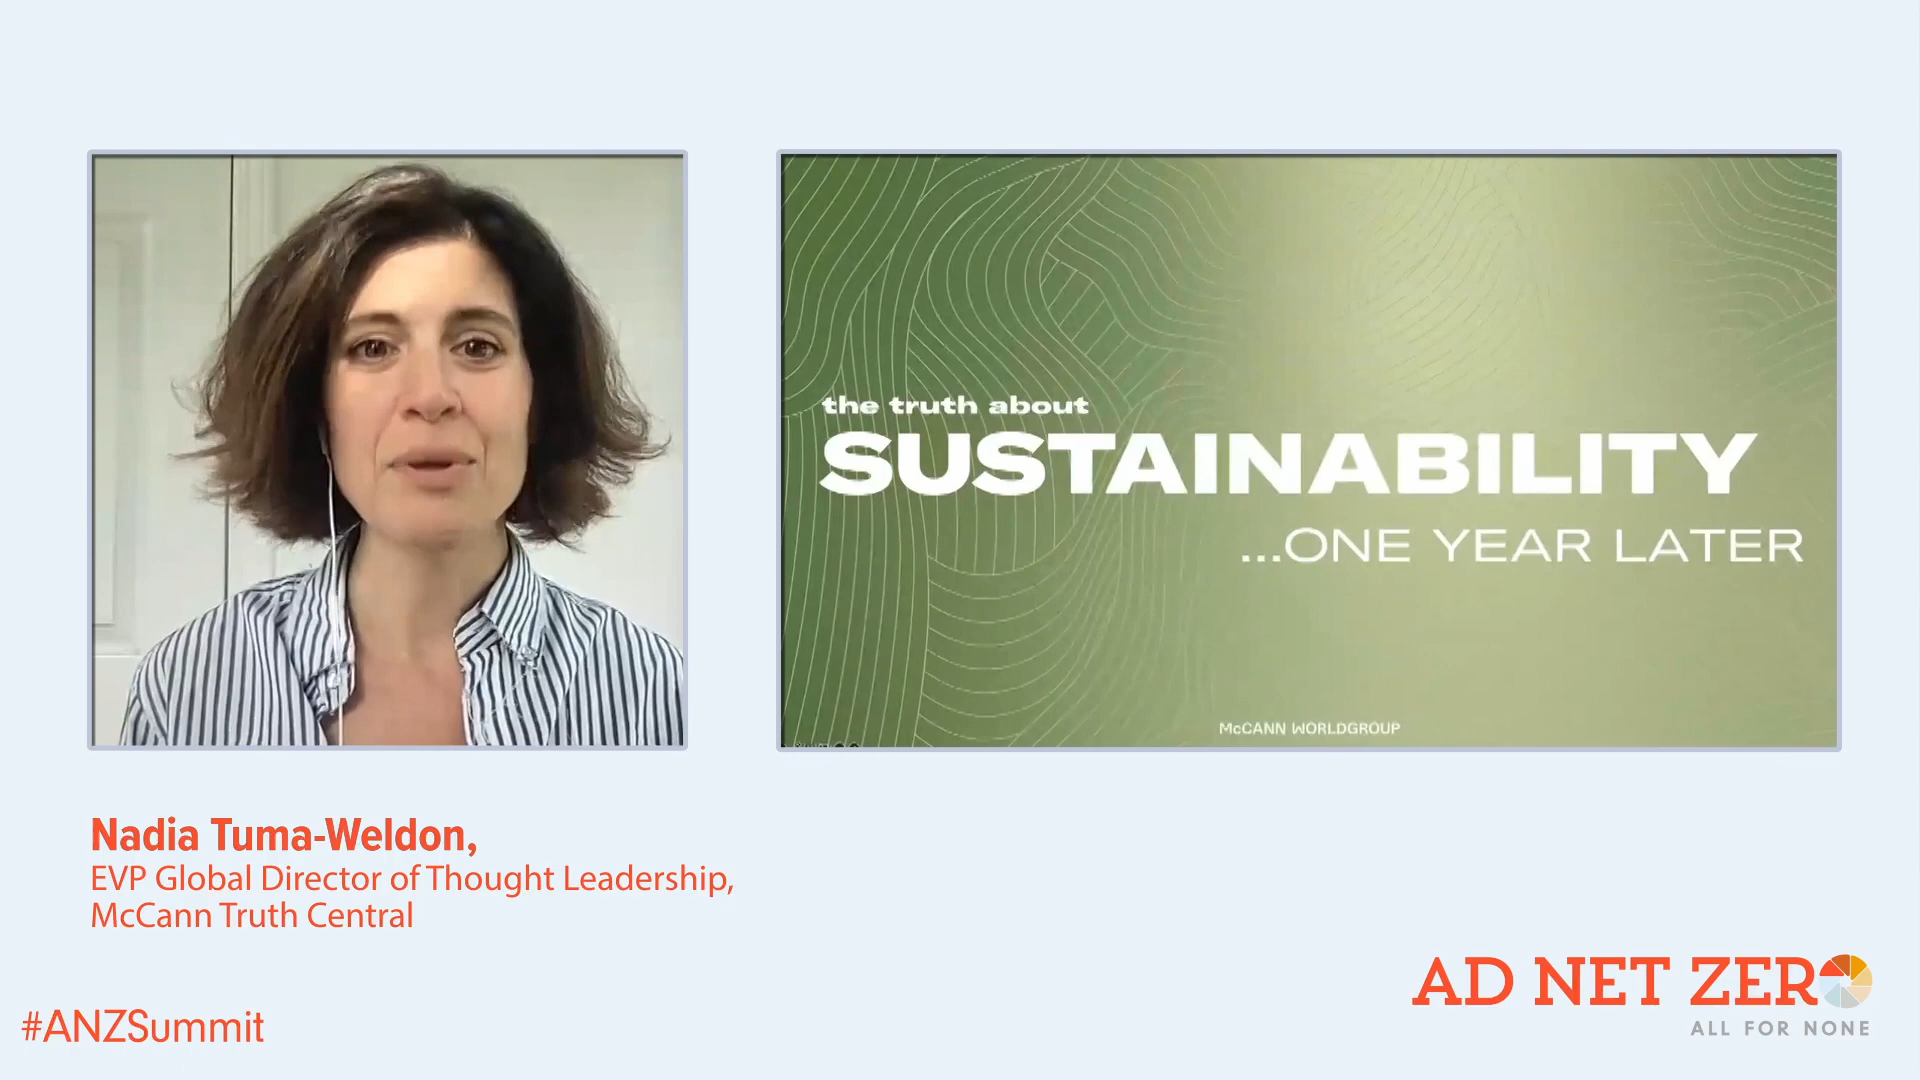 the truth about
SUSTAINABILITY
...ONE YEAR LATER
McCANN WORLDGROUP
Nadia Tuma-Weldon,
EVP Global Director of Thought Leadership,
McCann Truth Central
#ANZSummit
AD NET ZERO
ALL FOR NONE